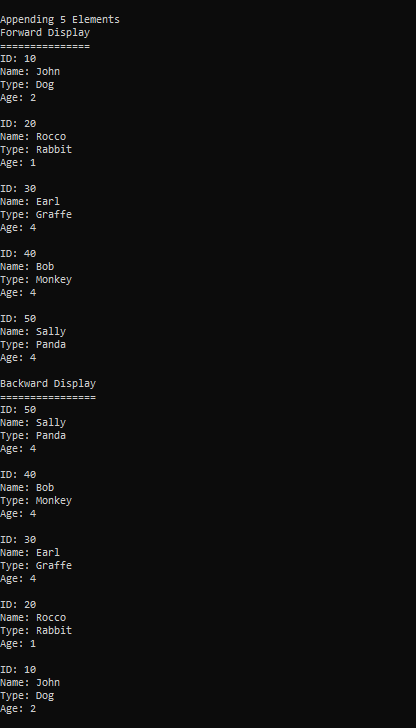 Appending 5 Elements
Forward Display
===============
ID: 10
Name: John
Type: Dog
Age: 2

ID: 20
Name: Rocco
Type: Rabbit
Age: 1

ID: 30
Name: Earl
Type: Graffe
Age: 4

ID: 40
Name: Bob
Type: Monkey
Age: 4

ID: 50
Name: Sally
Type: Panda
Age: 4

Backward Display
================
ID: 50
Name: Sally
Type: Panda
Age: 4

ID: 40
Name: Bob
Type: Monkey
Age: 4

ID: 30
Name: Earl
Type: Graffe
Age: 4

ID: 20
Name: Rocco
Type: Rabbit
Age: 1

ID: 10
Name: John
Type: Dog
Age: 2